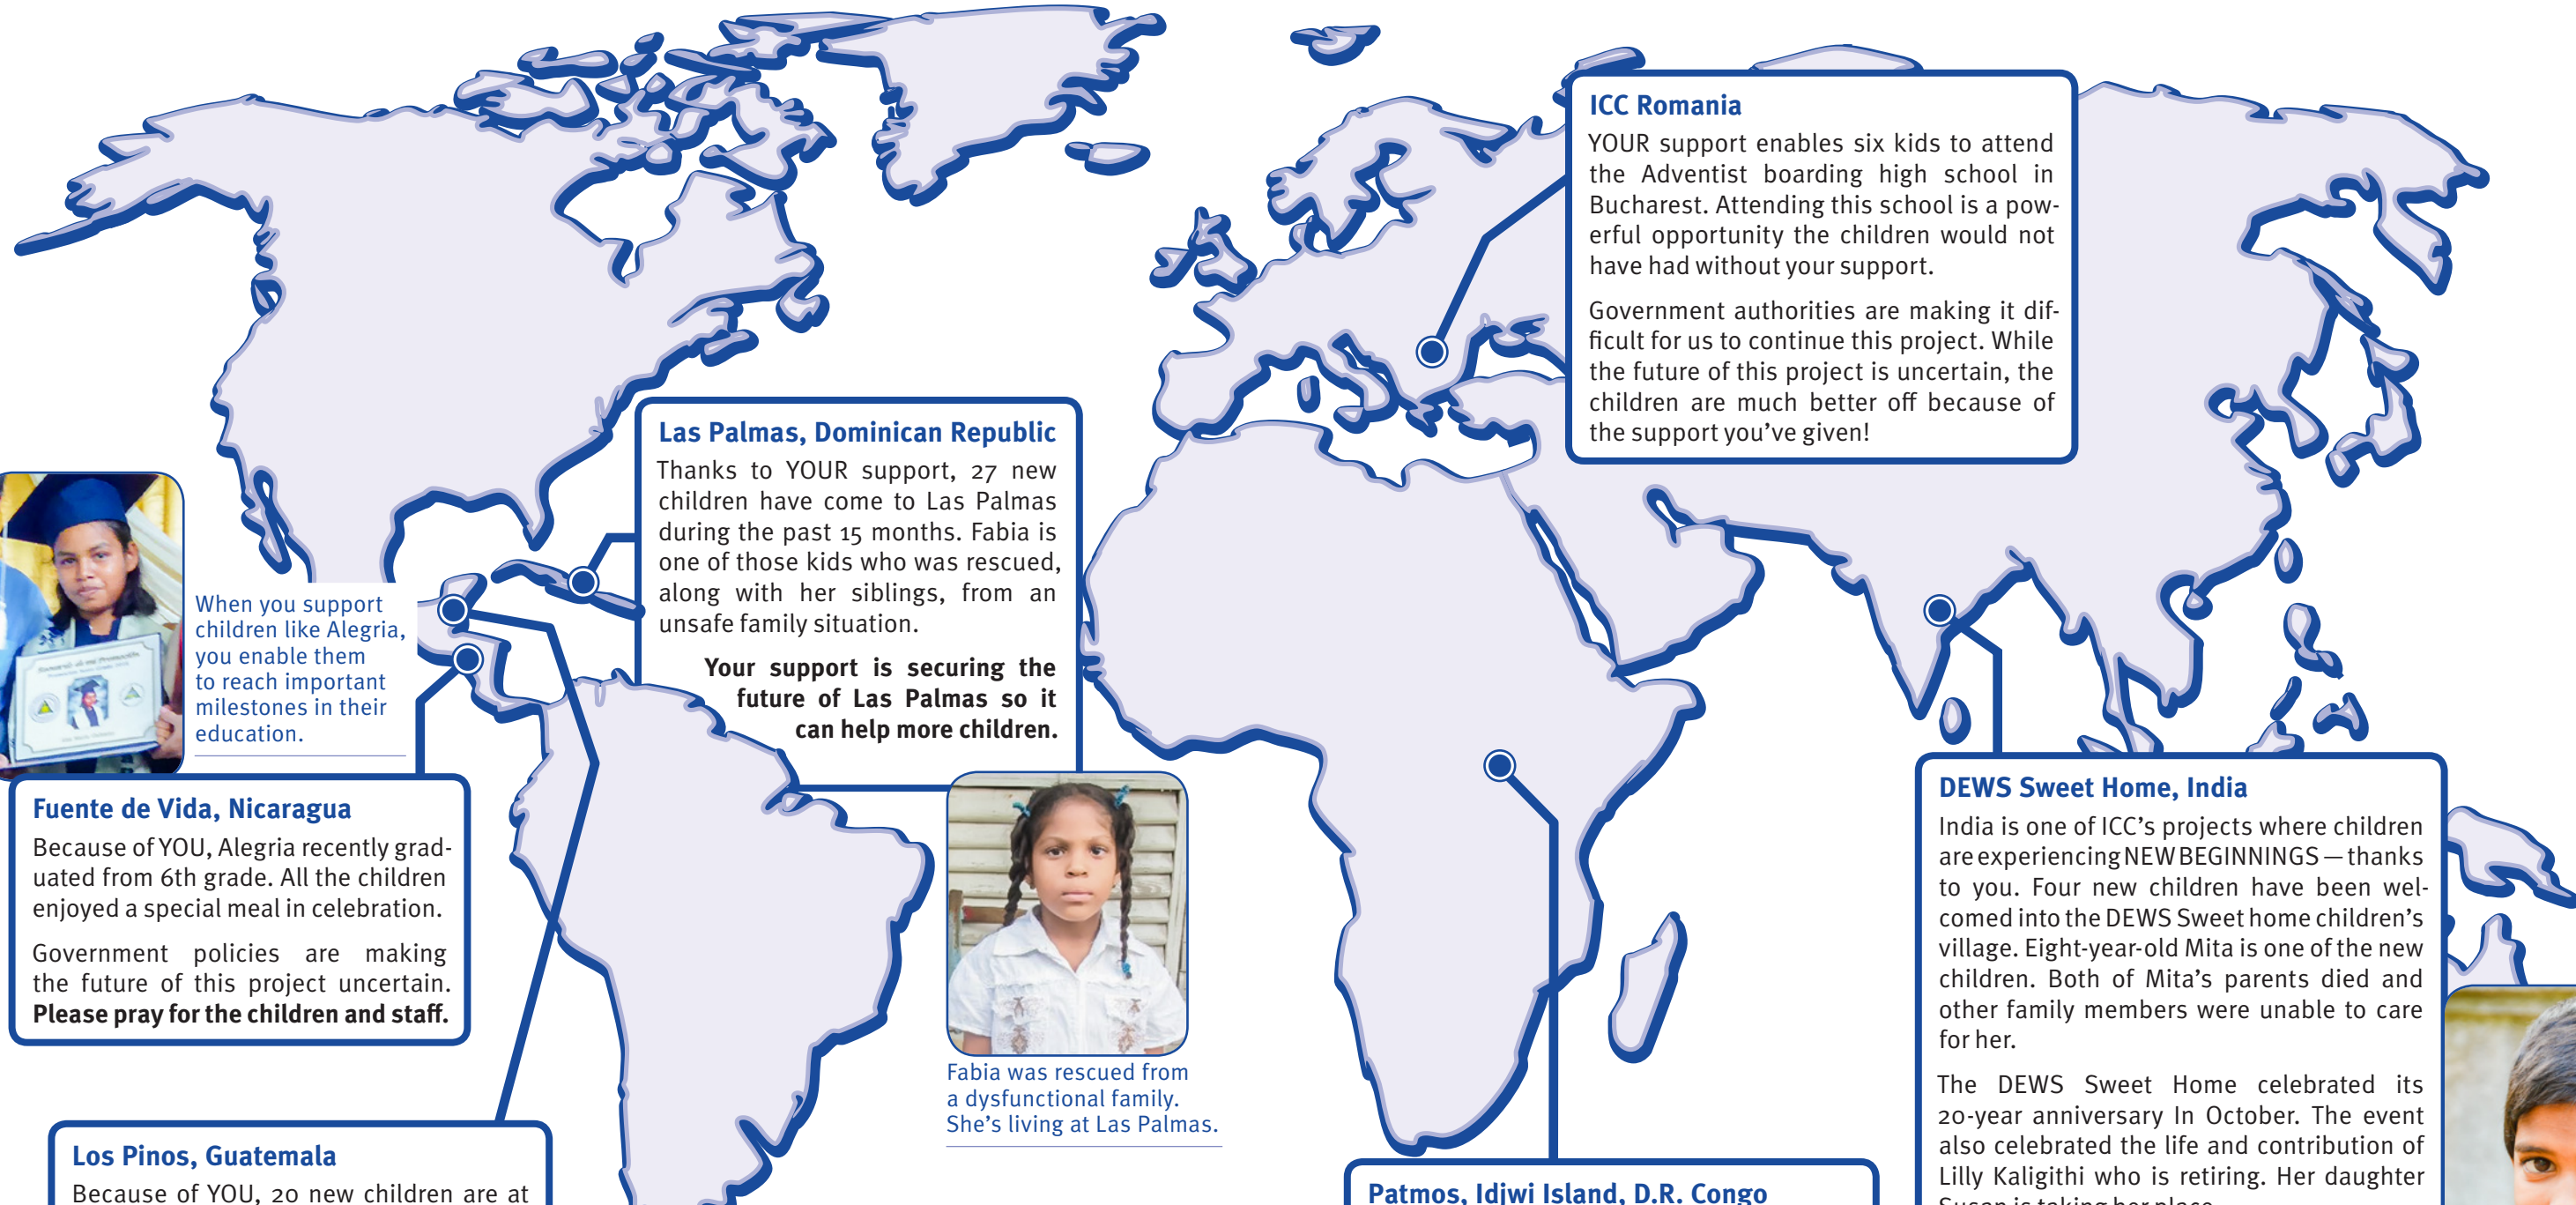 ICC Romania
YOUR support enables six kids to attend
the Adventist boarding high school in
Bucharest. Attending this school is a pow-
erful opportunity the children would not
have had without your support.
Government authorities are making it dif-
ficult for us to continue this project. While
the future of this project is uncertain, the
children are much better off because of
the support you've given!
Las Palmas, Dominican Republic
Thanks to YOUR support, 27 new
children have come to Las Palmas
during the past 15 months. Fabia is
one of those kids who was rescued,
along with her siblings, from an
unsafe family situation.
Your support is securing the
future of Las Palmas so it
can help more children.
When you support
children like Alegria,
you enable them
to reach important
milestones in their
education.
Fuente de Vida, Nicaragua
Because of YOU, Alegria recently grad-
uated from 6th grade. All the children
enjoyed a special meal in celebration.
Government policies are making
the future of this project uncertain.
Please pray for the children and staff.
Fabia was rescued from
a dysfunctional family.
She's living at Las Palmas.
DEWS Sweet Home, India
India is one of ICC's projects where children
are experiencing NEW BEGINNINGS — thanks
to you. Four new children have been wel-
comed into the DEWS Sweet home children's
village. Eight-year-old Mita is one of the new
children. Both of Mita's parents died and
other family members were unable to care
for her.
The DEWS Sweet Home celebrated its
20-year anniversary In October. The event
also celebrated the life and contribution of
Lilly Kaligithi who is retiring. Her daughter
Susan is taking her place
Los Pinos, Guatemala
Because of YOU, 20 new children are at
Patmos, Idjwi Island, D.R. Congo